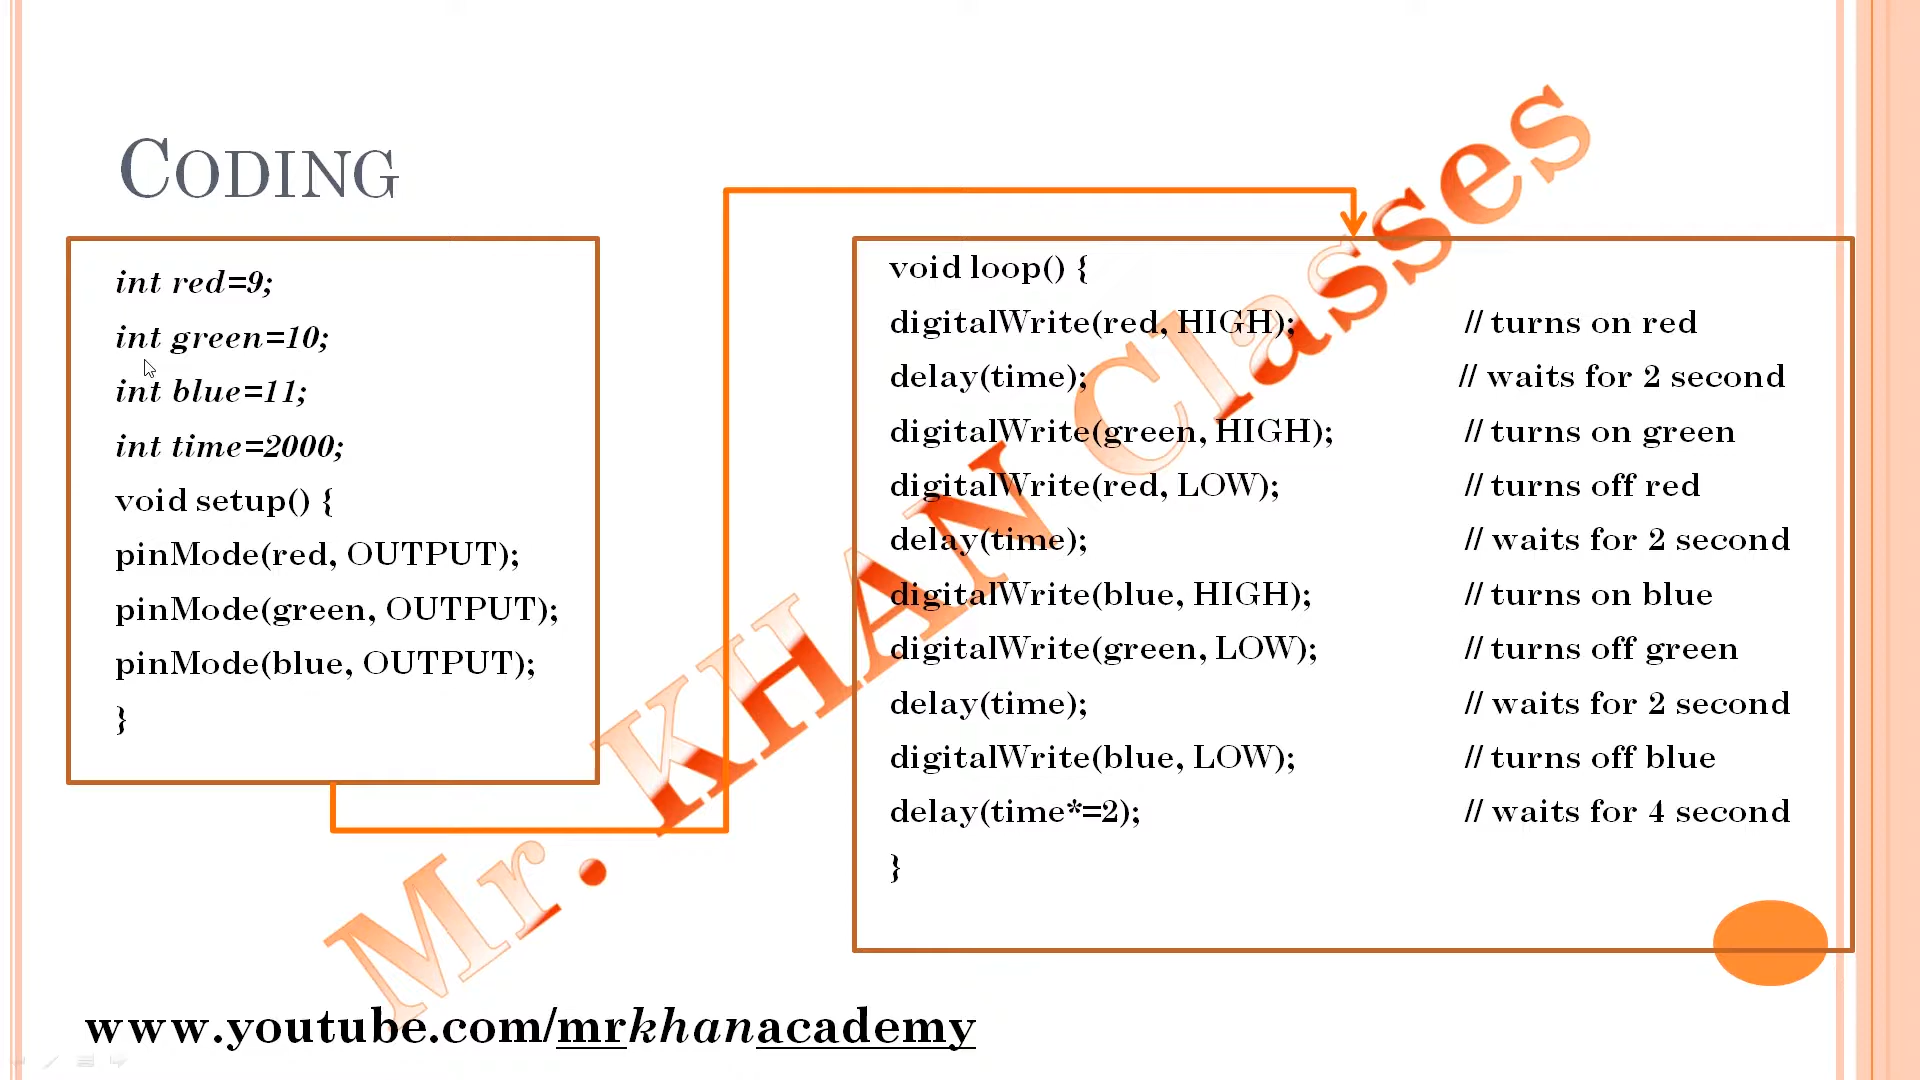 CODING
int red=9;
int green=10;
int blue=11;
int time=2000;
void setup() {
pinMode(red, OUTPUT);
pinMode(green, OUTPUT);
pinMode(blue, OUTPUT);
}
void loop() {
digitalWrite(red, HIGH); // turns on red
delay(time); // waits for 2 second
digitalWrite(green, HIGH); // turns on green
digitalWrite(red, LOW); // turns off red
delay(time); // waits for 2 second
digitalWrite(blue, HIGH); // turns on blue
digitalWrite(green, LOW); // turns off green
delay(time); // waits for 2 second
digitalWrite(blue, LOW); // turns off blue
delay(time*=2); // waits for 4 second
}
Mr. KHAN Classes
www.youtube.com/mrkhanacademy